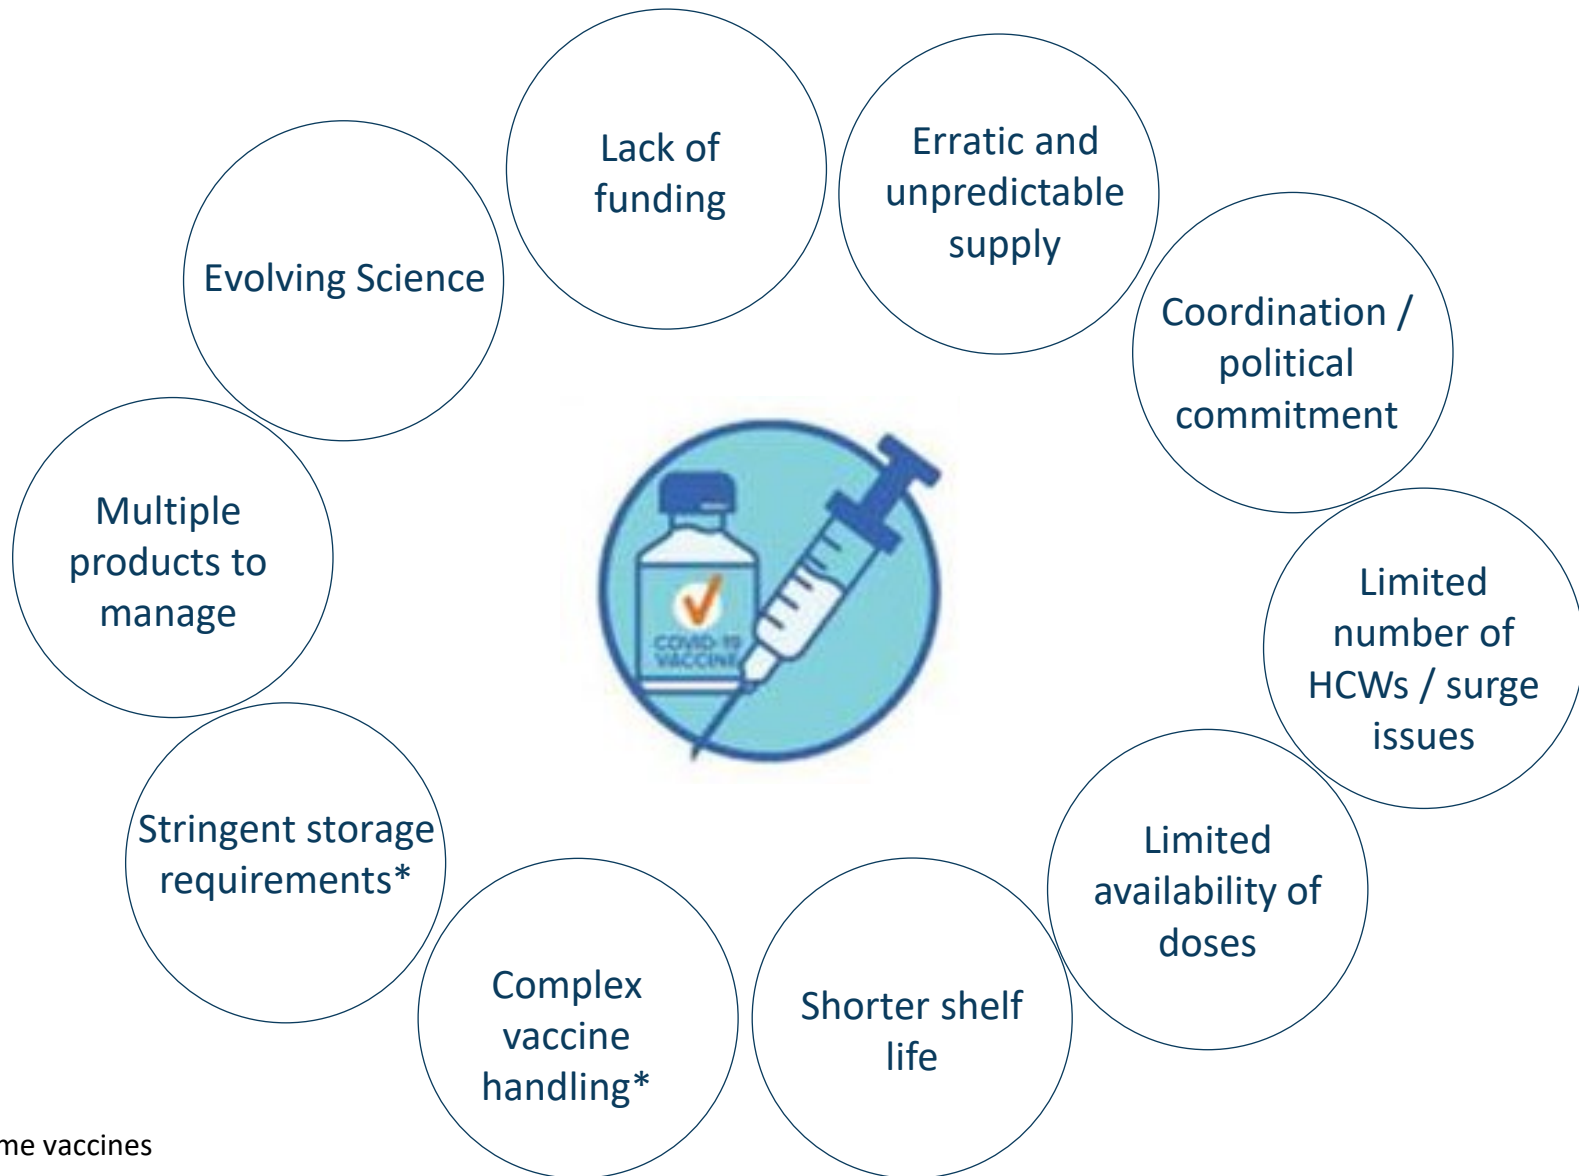 Lack of
funding
Erratic and
unpredictable
supply
Coordination /
political
commitment
Limited
number of
HCWs / surge
issues
Limited
availability of
doses
Shorter shelf
life
Complex
vaccine
handling*
Stringent storage
requirements*
Multiple
products to
manage
Evolving Science
COVID-19
VACCINE
me vaccines